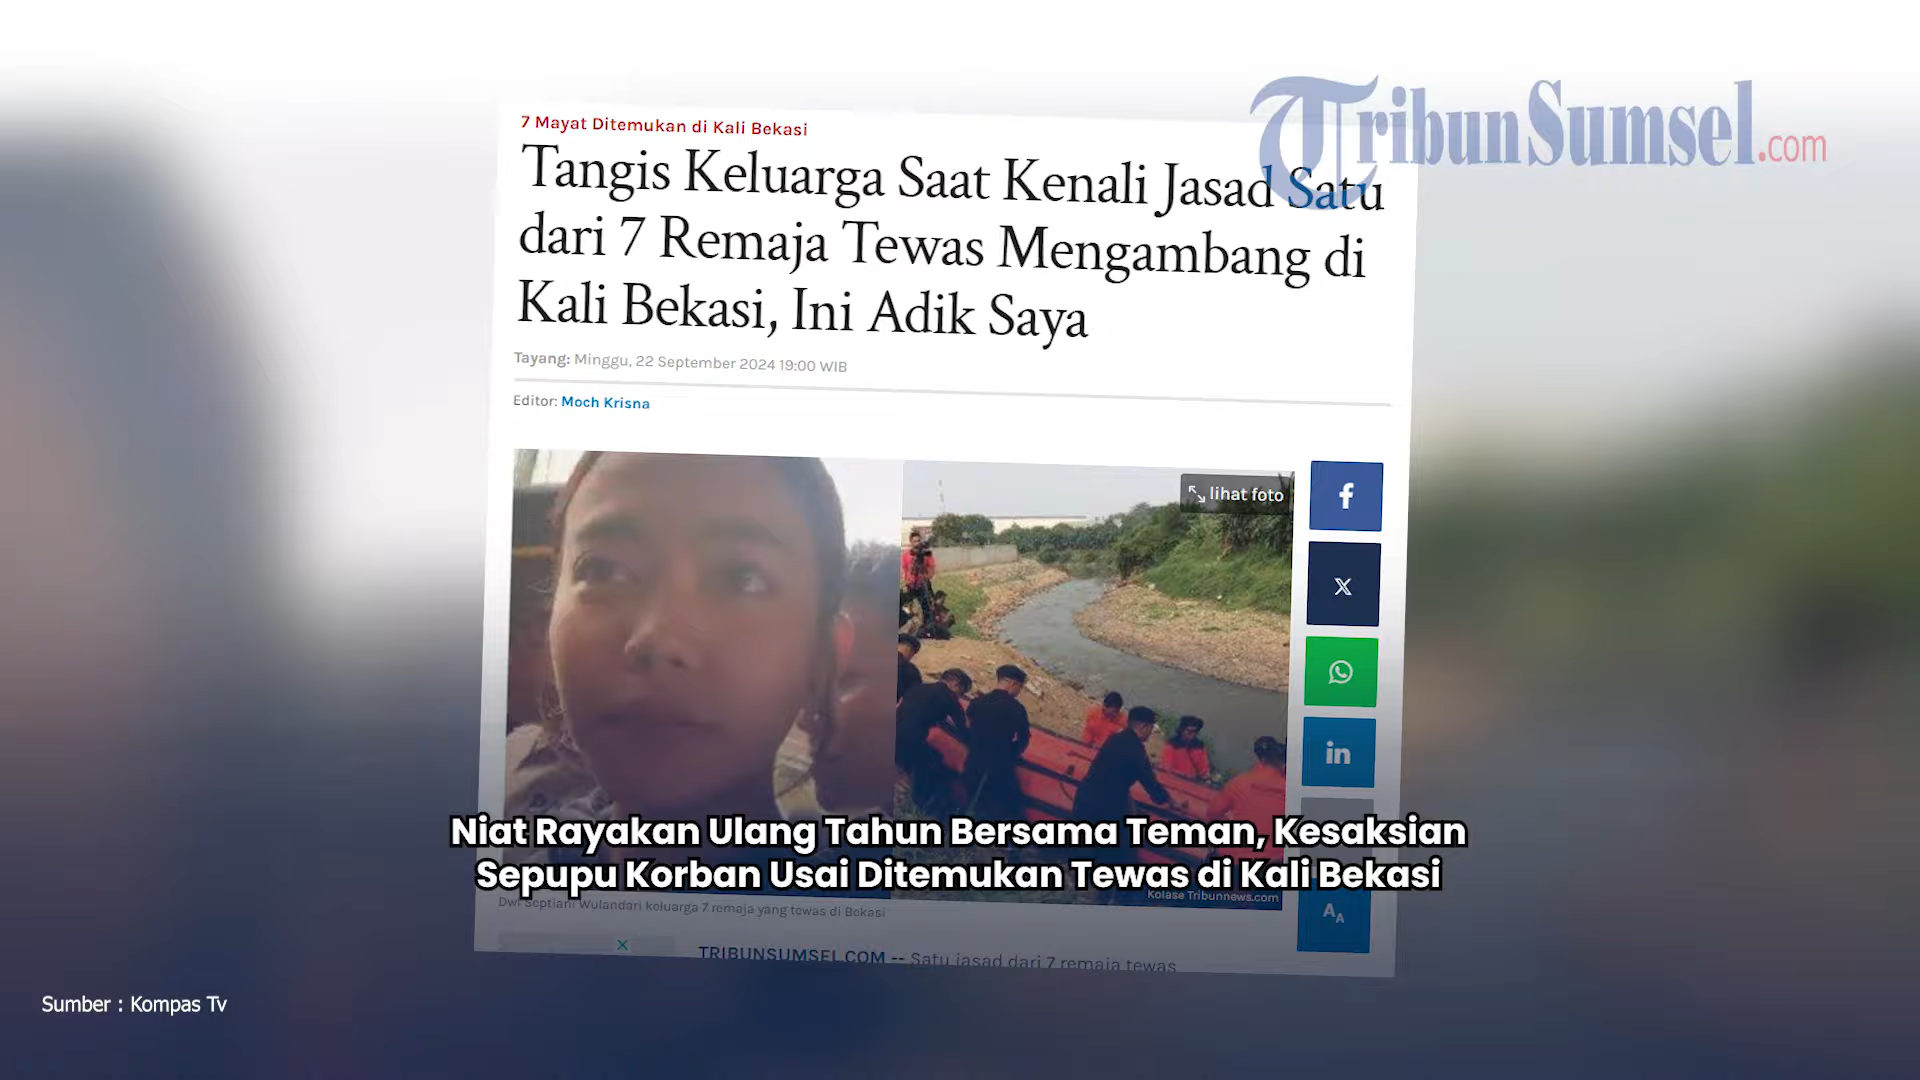 TribunSumsel.com
7 Mayat Ditemukan di Kali Bekasi
Tangis Keluarga Saat Kenali Jasad Satu
dari 7 Remaja Tewas Mengambang di
Kali Bekasi, Ini Adik Saya
Tayang: Minggu, 22 September 2024 19:00 WIB
Editor: Moch Krisna
lihat foto
f
X
in
Niat Rayakan Ulang Tahun Bersama Teman, Kesaksian
Sepupu Korban Usai Ditemukan Tewas di Kali Bekasi
Kolase Tribunnews.com
Dwi Septiani Wulandari keluarga 7 remaja yang tewas di Bekasi
AA
TRIBUNSUMSEL.COM -- Satu jasad dari 7 remaja tewas
Sumber : Kompas Tv